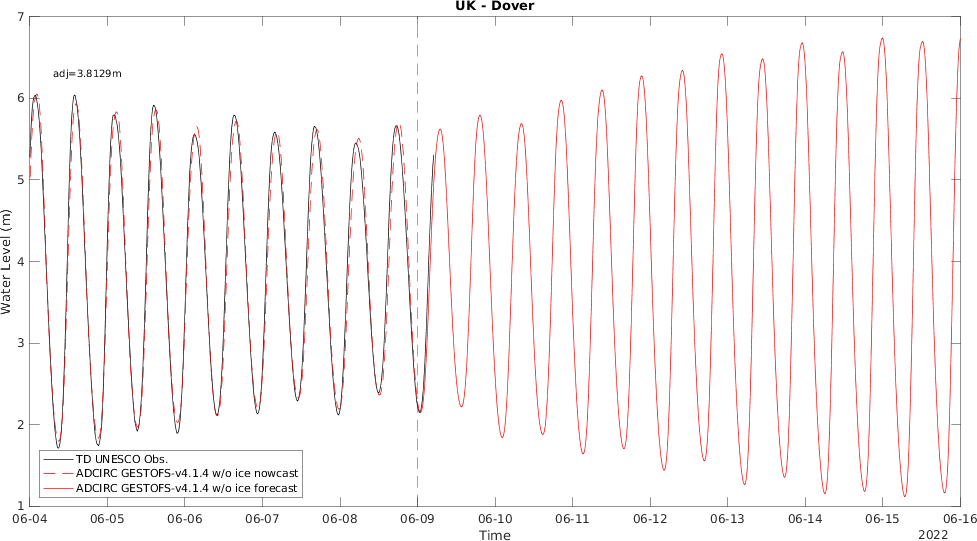 UK - Dover
7
6
5
4
3
2
1
Water Level (m)
adj=3.8129m
TD UNESCO Obs.
ADCIRC GESTOFS-v4.1.4 w/o ice nowcast
ADCIRC GESTOFS-v4.1.4 w/o ice forecast
06-04 06-05 06-06 06-07 06-08 06-09 06-10 06-11 06-12 06-13 06-14 06-15 06-16
Time
2022